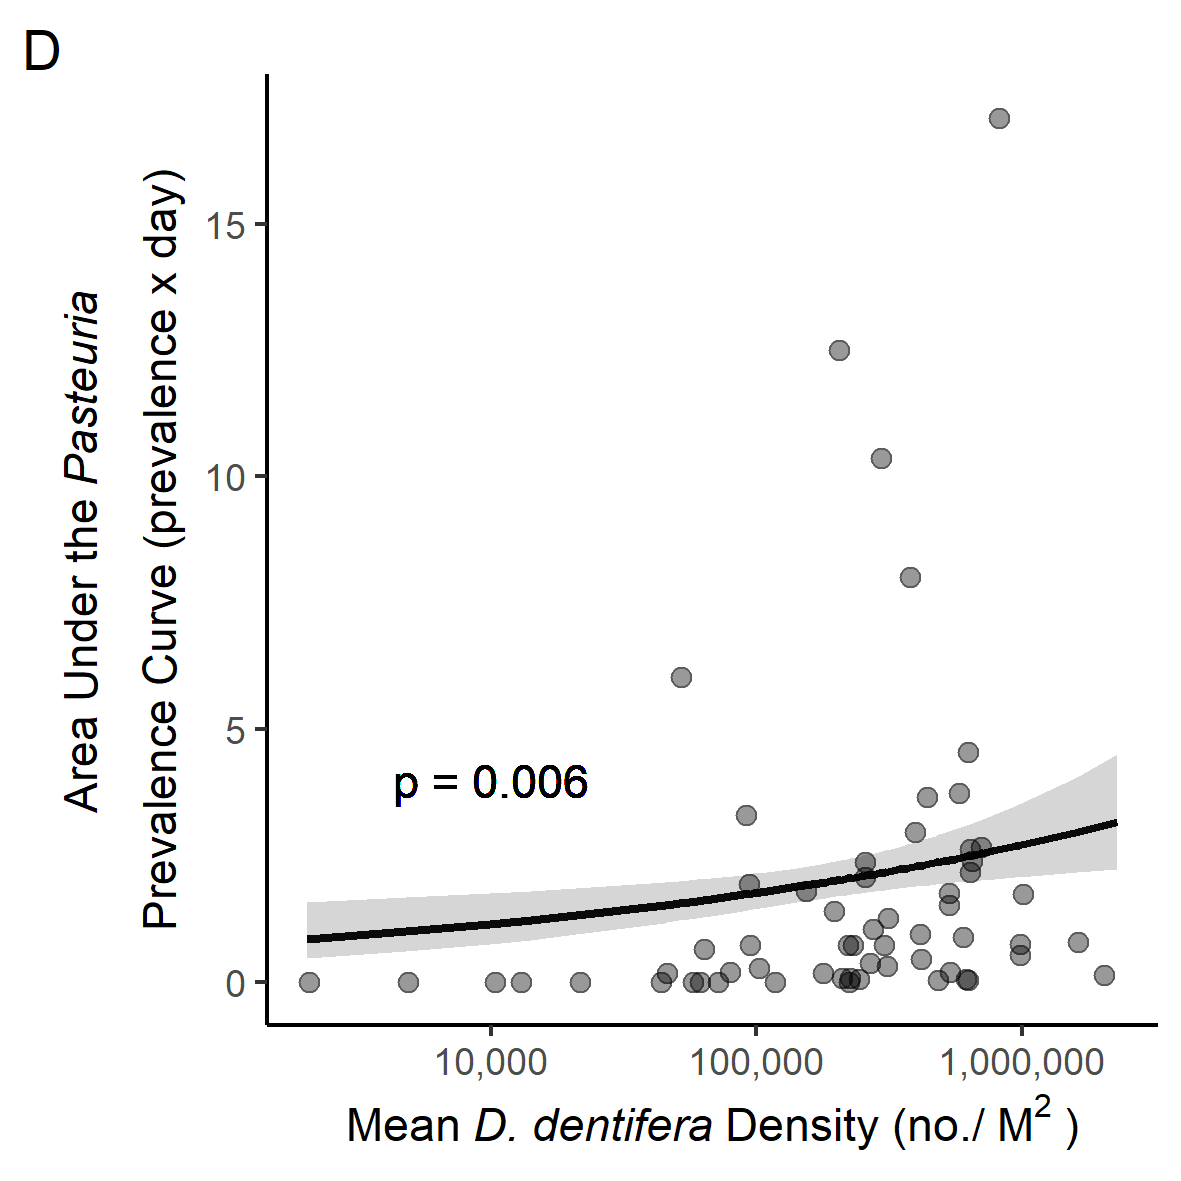 D
Area Under the Pasteuria
Prevalence Curve (prevalence x day)
15
10
5
0
p = 0.006
10,000
100,000
1,000,000
Mean D. dentifera Density (no./ M² )